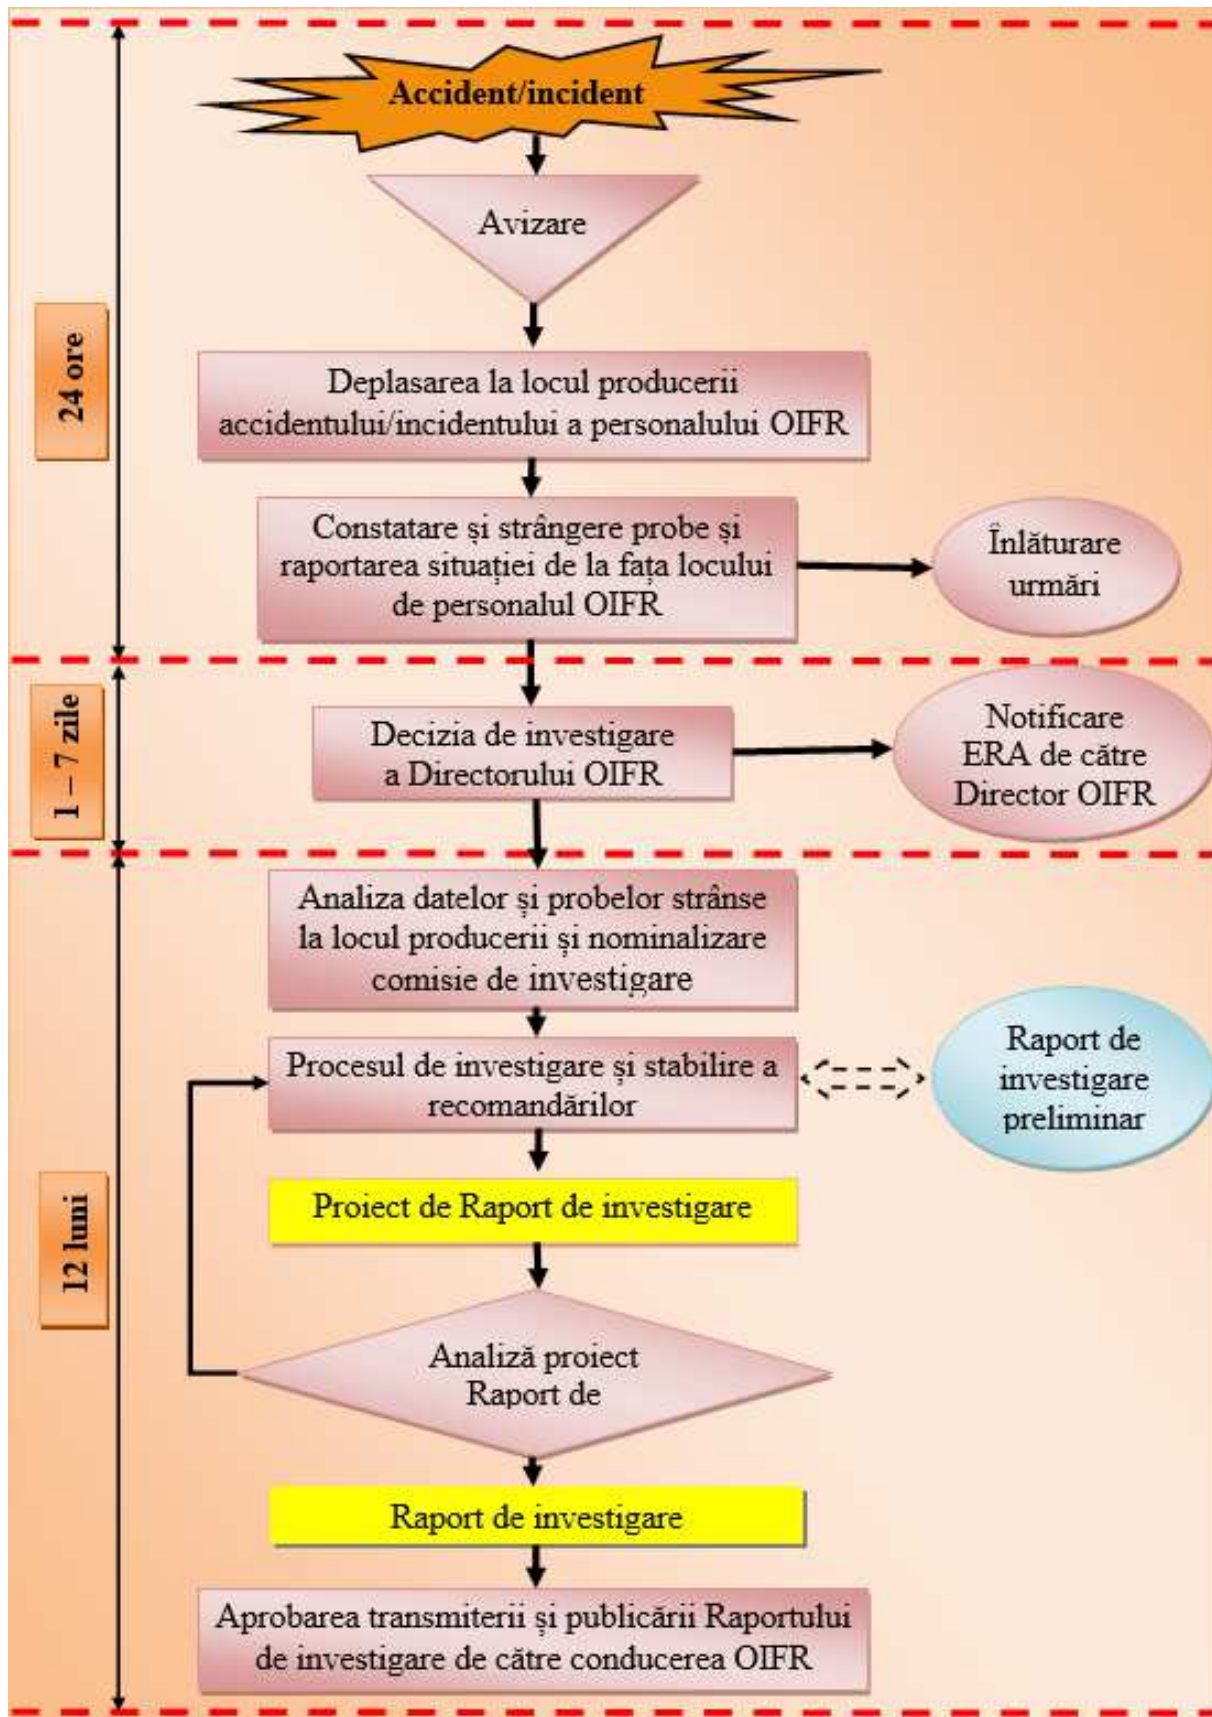 Accident/incident
Avizare
24 ore
Deplasarea la locul producerii
accidentului/incidentului a personalului OIFR
Constatare și strângere probe și
raportarea situației de la fața locului
de personalul OIFR
Înlăturare
urmări
1 – 7 zile
Decizia de investigare
a Directorului OIFR
Notificare
ERA de către
Director OIFR
Analiza datelor și probelor strânse
la locul producerii și nominalizare
comisie de investigare
Procesul de investigare și stabilire a
recomandărilor
Raport de
investigare
preliminar
12 luni
Proiect de Raport de investigare
Analiză proiect
Raport de
Raport de investigare
Aprobarea transmiterii și publicării Raportului
de investigare de către conducerea OIFR